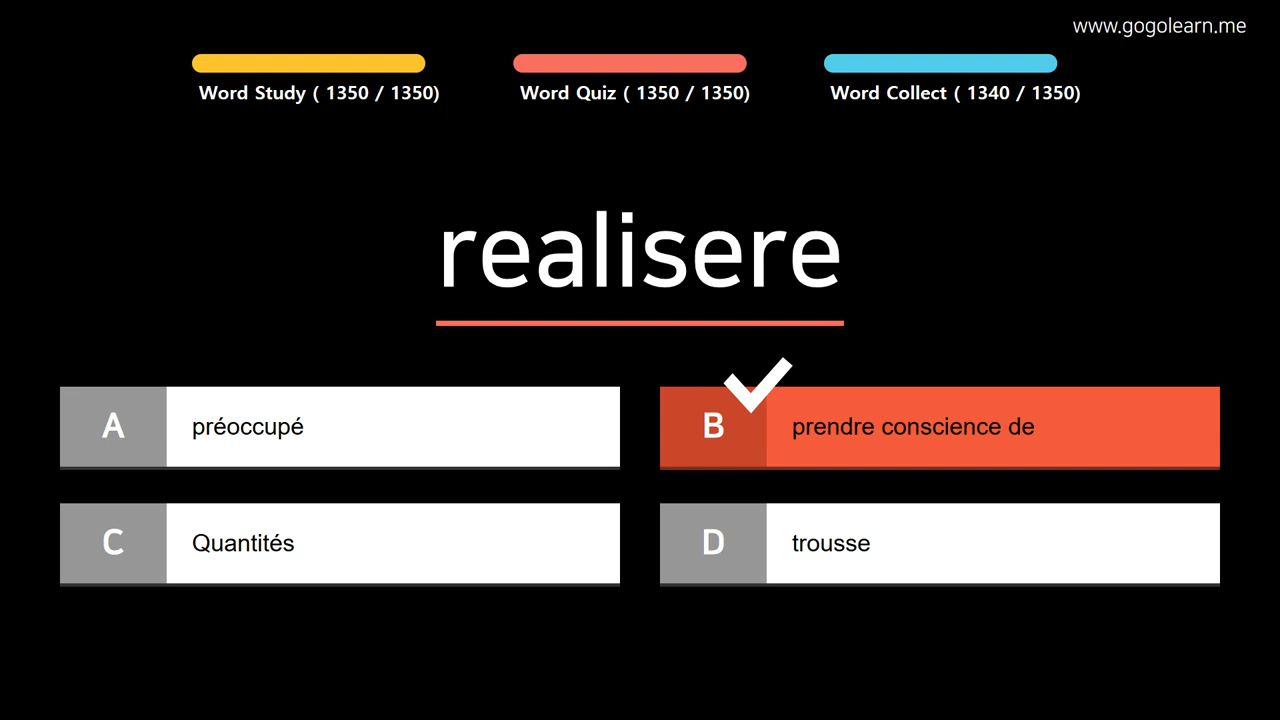 www.gogolearn.me
Word Study ( 1350 / 1350)
Word Quiz ( 1350 / 1350)
Word Collect ( 1340 / 1350)
realisere
A préoccupé
B prendre conscience de
C Quantités
D trousse